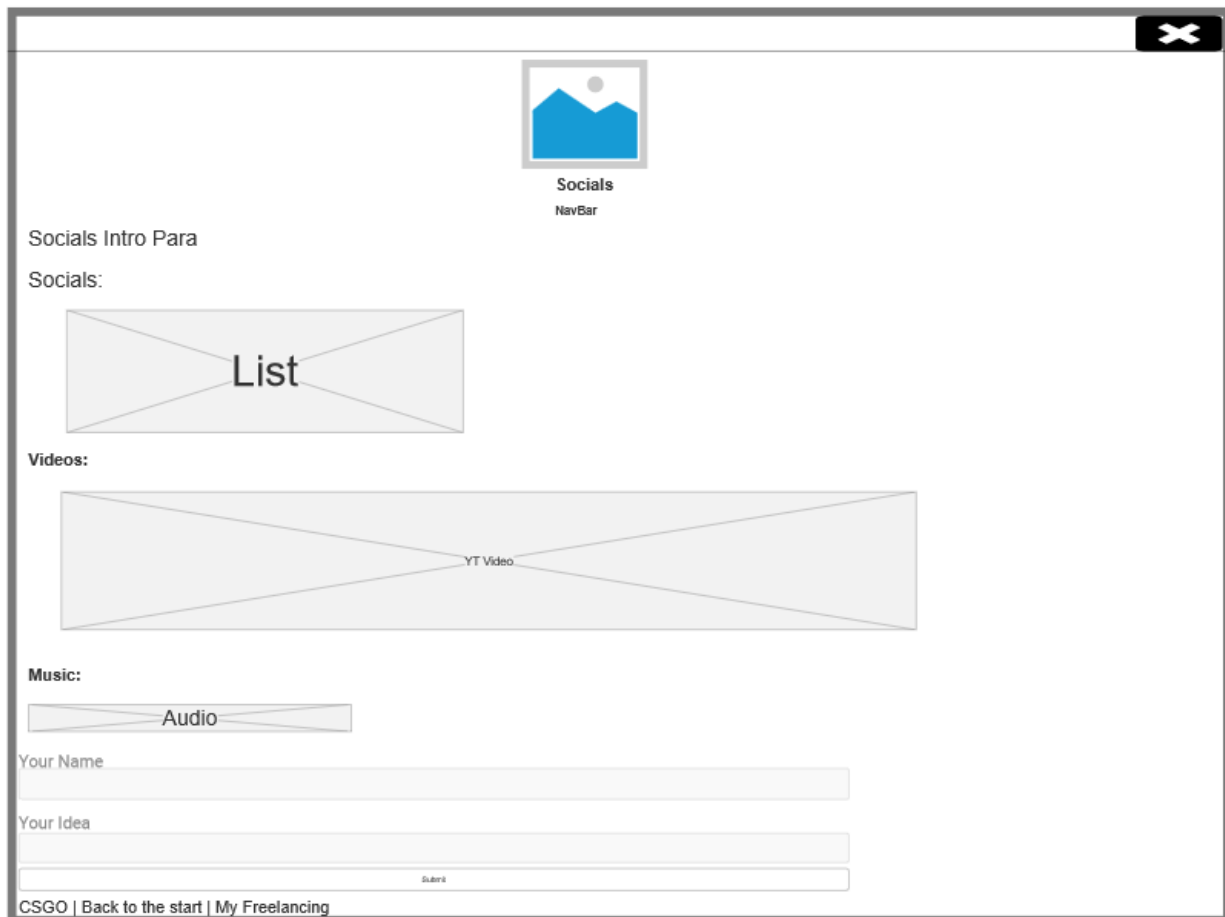 Socials
NavBar
Socials Intro Para
Socials:
List
Videos:
YT Video
Music:
Audio
Your Name
Your Idea
Submit
CSGO | Back to the start | My Freelancing